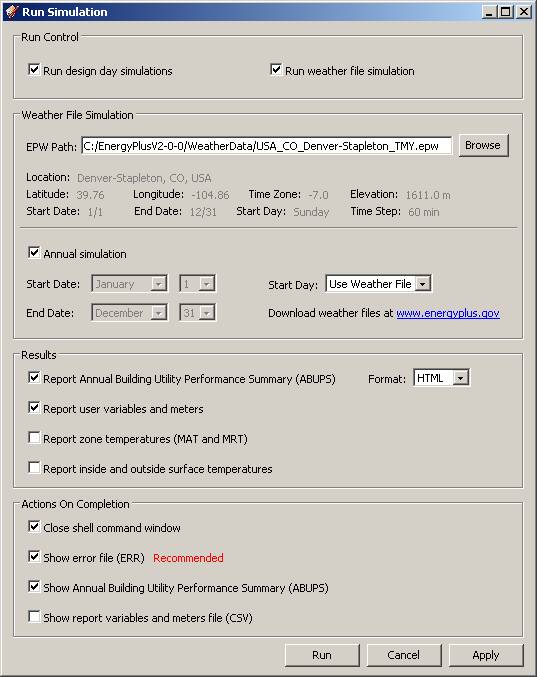 Run Simulation
Run Control
Run design day simulations Run weather file simulation
Weather File Simulation
EPW Path: C:/EnergyPlusV2-0-0/WeatherData/USA_CO_Denver-Stapleton_TMY.epw Browse
Location: Denver-Stapleton, CO, USA
Latitude: 39.76 Longitude: -104.86 Time Zone: -7.0 Elevation: 1611.0 m
Start Date: 1/1 End Date: 12/31 Start Day: Sunday Time Step: 60 min
Annual simulation
Start Date: January 1 Start Day: Use Weather File
End Date: December 31 Download weather files at www.energyplus.gov
Results
Report Annual Building Utility Performance Summary (ABUPS) Format: HTML
Report user variables and meters
Report zone temperatures (MAT and MRT)
Report inside and outside surface temperatures
Actions On Completion
Close shell command window
Show error file (ERR) Recommended
Show Annual Building Utility Performance Summary (ABUPS)
Show report variables and meters file (CSV)
Run Cancel Apply